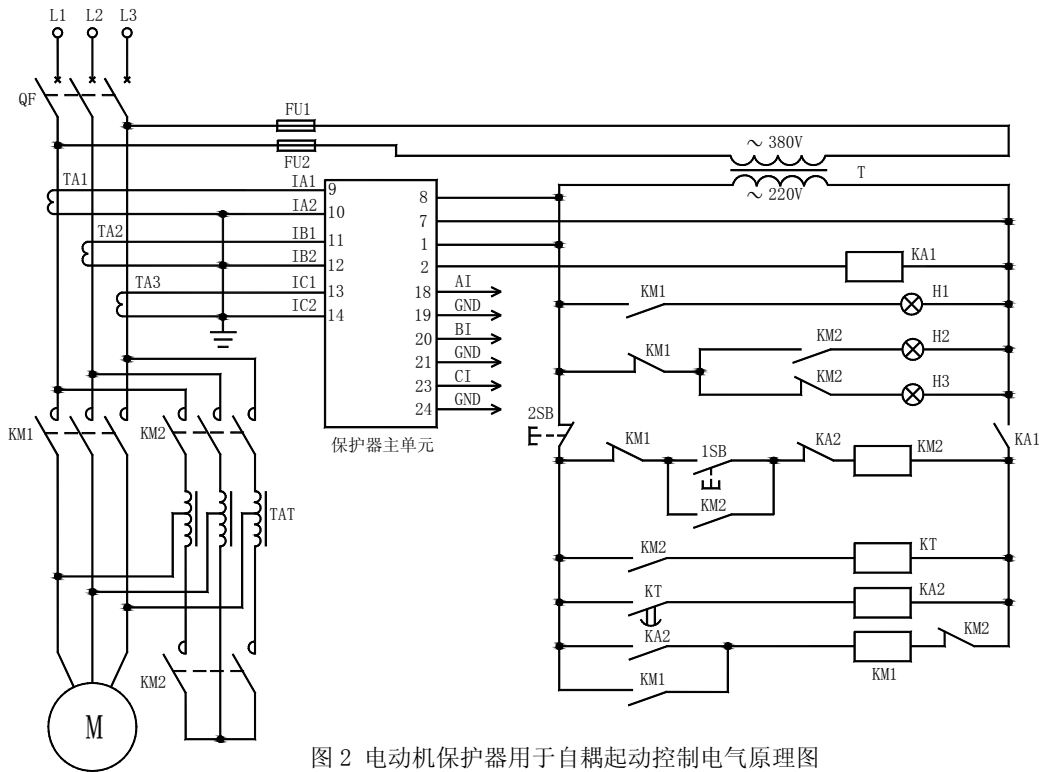 L1 L2 L3
QF
FU1
FU2
~380V
T
~220V
TA1 IA1 9 8
IA2 10 7
TA2 IB1 11 1
IB2 12 2 KA1
TA3 IC1 13 18 AI KM1 H1
IC2 14 19 GND
20 BI
21 GND KM1 KM2 H2
23 CI KM2 H3
24 GND
保护器主单元
KM1 KM2 2SB KM1 1SB KA2 KM2 KA1
KM2
TAT
KM2 KT
KT KA2
KA2 KM2
KM1 KM1
KM2
M
图 2 电动机保护器用于自耦起动控制电气原理图